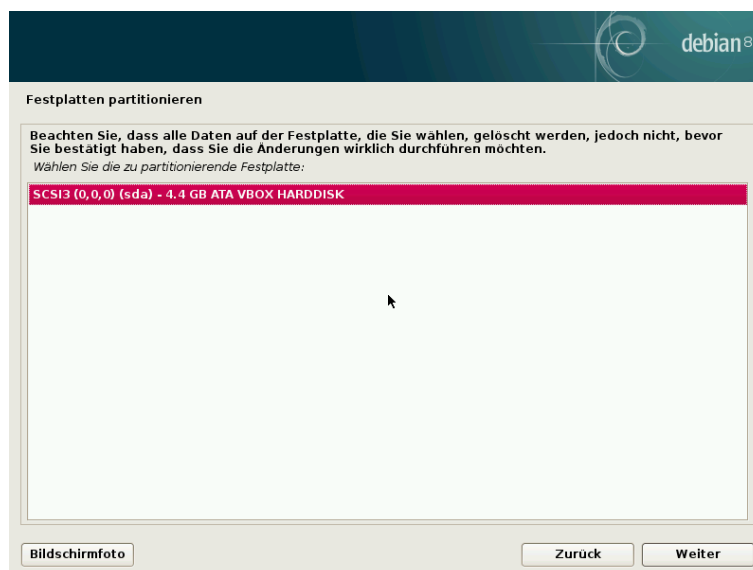 debian 8
Festplatten partitionieren
Beachten Sie, dass alle Daten auf der Festplatte, die Sie wählen, gelöscht werden, jedoch nicht, bevor
Sie bestätigt haben, dass Sie die Änderungen wirklich durchführen möchten.
Wählen Sie die zu partitionierende Festplatte:
SCSI3 (0,0,0) (sda) - 4.4 GB ATA VBOX HARDDISK
Bildschirmfoto
Zurück
Weiter